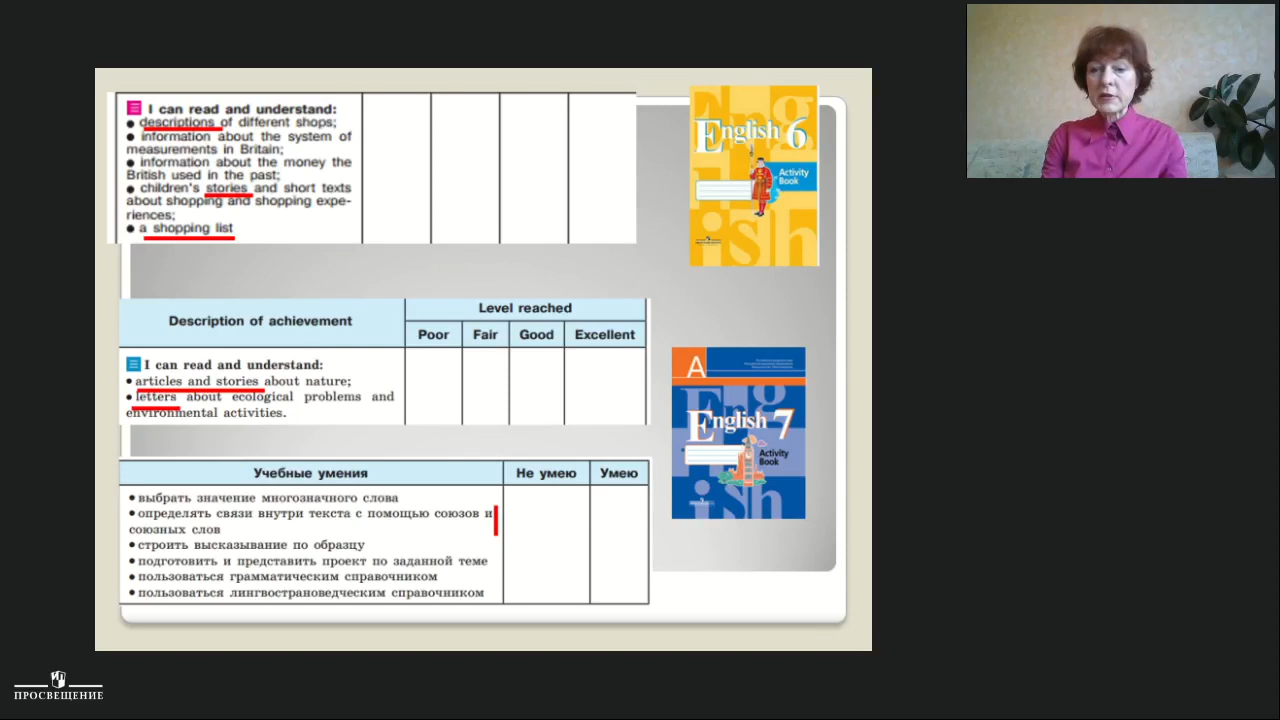 I can read and understand:
● descriptions of different shops;
● information about the system of
measurements in Britain;
● information about the money the
British used in the past;
● children's stories and short texts
about shopping and shopping expe-
riences;
● a shopping list
English 6
Activity
Book
Description of achievement
Level reached
Poor Fair Good Excellent
I can read and understand:
● articles and stories about nature;
● letters about ecological problems and
environmental activities.
A
English 7
Activity
Book
Учебные умения Не умею Умею
● выбрать значение многозначного слова
● определять связи внутри текста с помощью союзов и
союзных слов
● строить высказывание по образцу
● подготовить и представить проект по заданной теме
● пользоваться грамматическим справочником
● пользоваться лингвострановедческим справочником
ПРОСВЕЩЕНИЕ